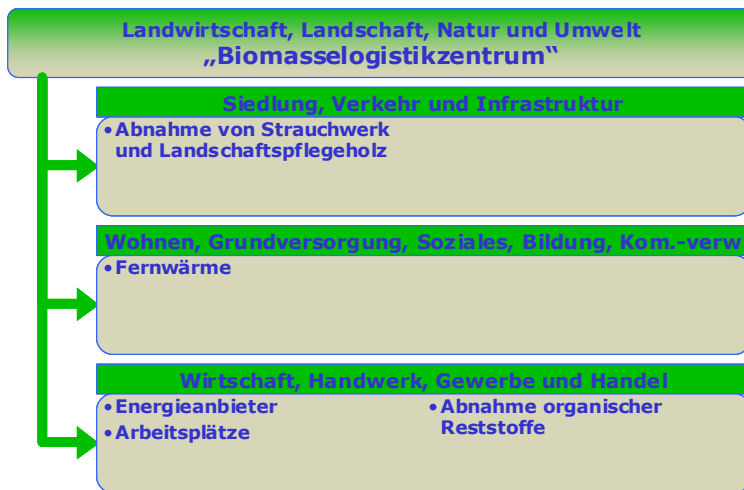 Landwirtschaft, Landschaft, Natur und Umwelt
„Biomasselogistikzentrum“
Siedlung, Verkehr und Infrastruktur
•Abnahme von Strauchwerk
und Landschaftspflegeholz
Wohnen, Grundversorgung, Soziales, Bildung, Kom.-verw
•Fernwärme
Wirtschaft, Handwerk, Gewerbe und Handel
•Energieanbieter
•Arbeitsplätze
•Abnahme organischer
Reststoffe